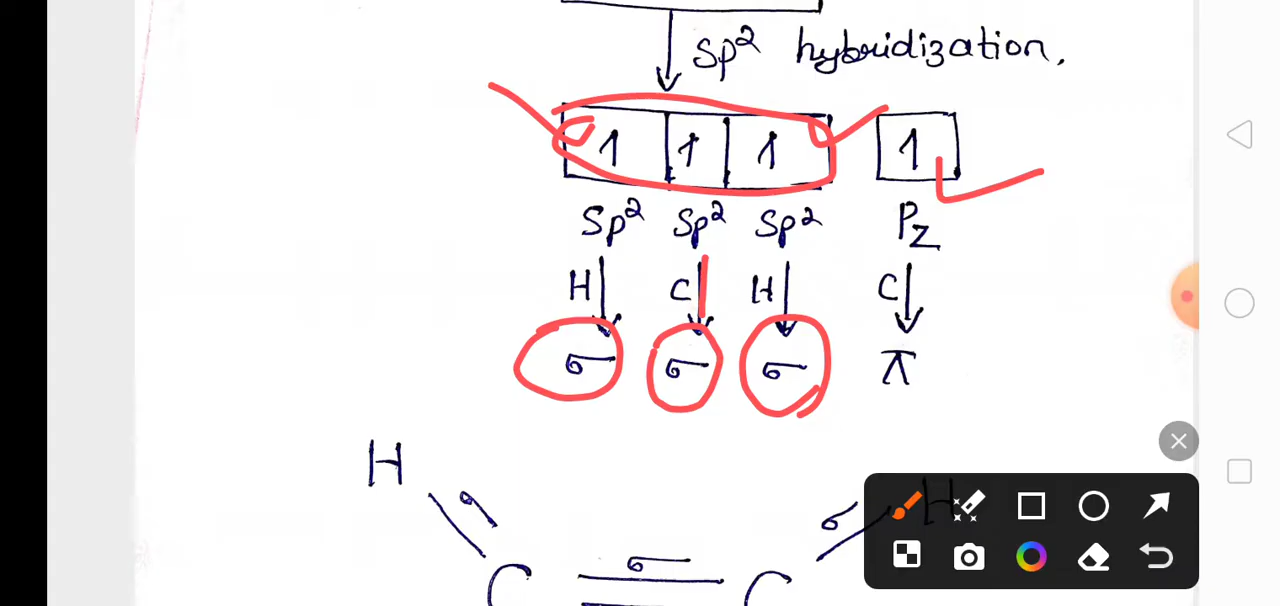 Sp² hybridization.
1 1 1 1
Sp² Sp² Sp² Pz
H C H C
σ σ σ π
H H
σ σ
σ
C C